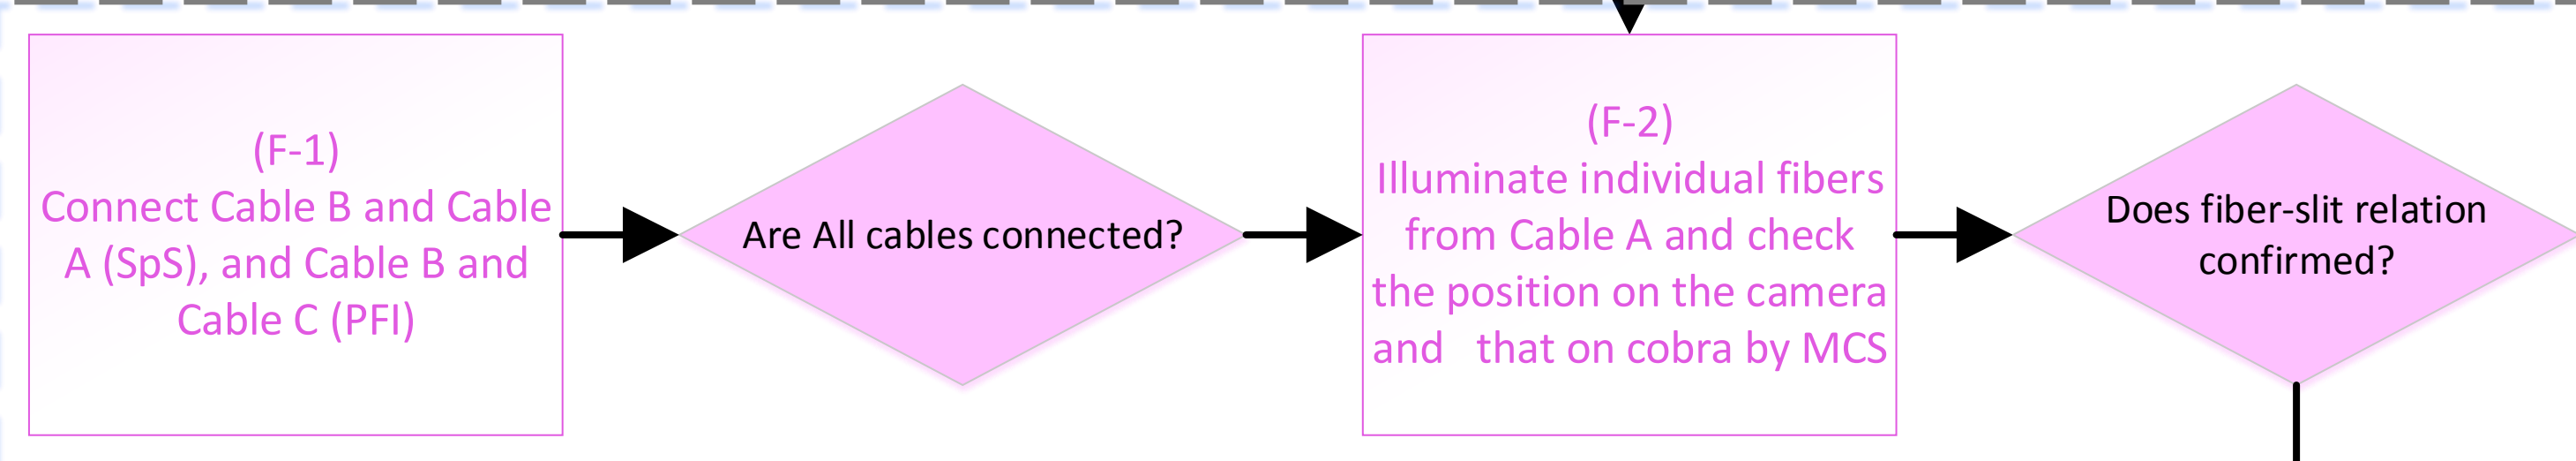 (F-1)
Connect Cable B and Cable
A (SpS), and Cable B and
Cable C (PFI)
Are All cables connected?
(F-2)
Illuminate individual fibers
from Cable A and check
the position on the camera
and   that on cobra by MCS
Does fiber-slit relation
confirmed?